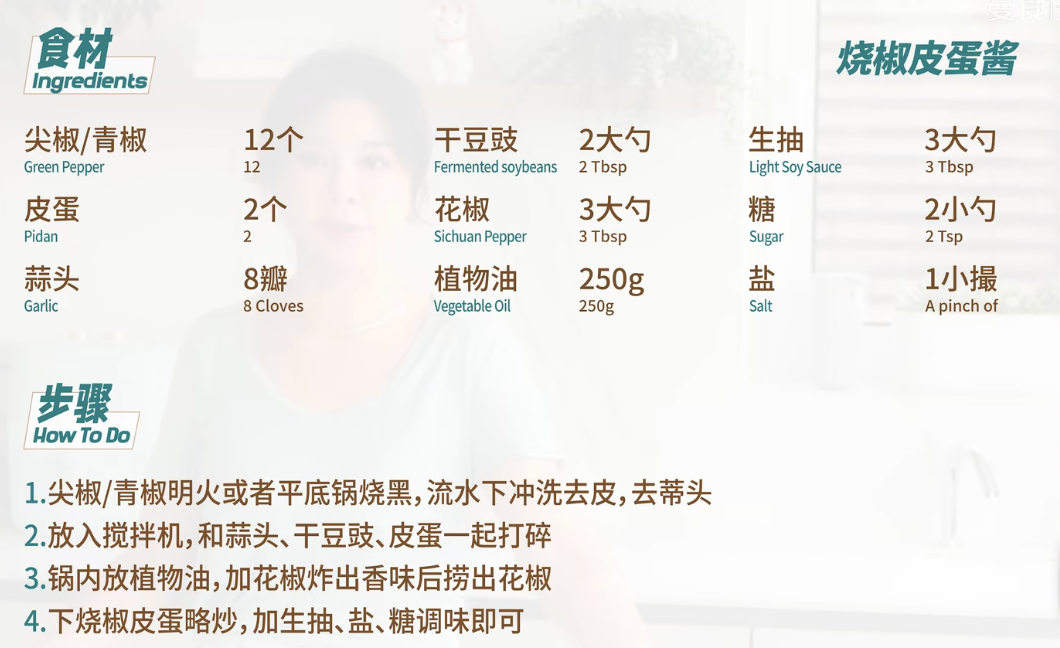 食材
Ingredients
烧椒皮蛋酱
尖椒/青椒 12个 干豆豉 2大勺 生抽 3大勺
Green Pepper 12 Fermented soybeans 2 Tbsp Light Soy Sauce 3 Tbsp
皮蛋 2个 花椒 3大勺 糖 2小勺
Pidan 2 Sichuan Pepper 3 Tbsp Sugar 2 Tsp
蒜头 8瓣 植物油 250g 盐 1小撮
Garlic 8 Cloves Vegetable Oil 250g Salt A pinch of
步骤
How To Do
1.尖椒/青椒明火或者平底锅烧黑,流水下冲洗去皮,去蒂头
2.放入搅拌机,和蒜头、干豆豉、皮蛋一起打碎
3.锅内放植物油,加花椒炸出香味后捞出花椒
4.下烧椒皮蛋略炒,加生抽、盐、糖调味即可